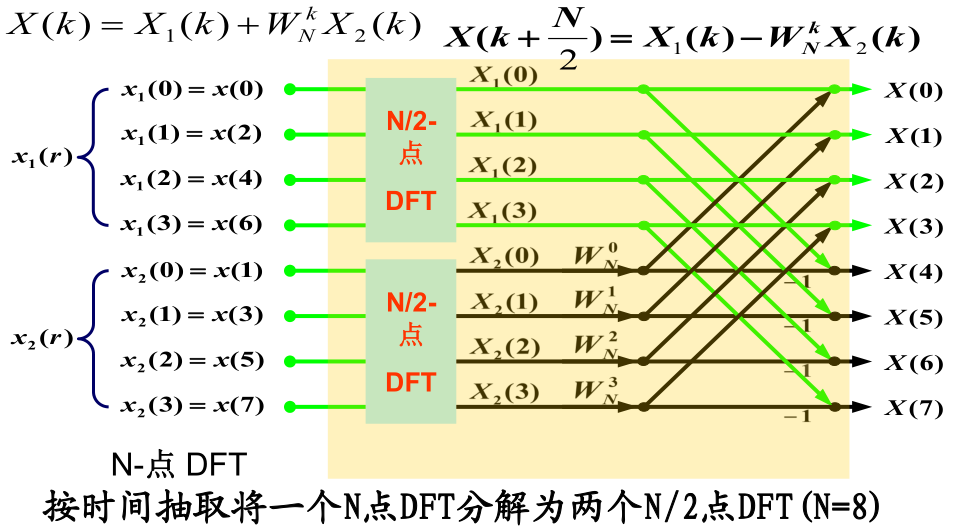 X(k) = X₁(k) + W_N^k X₂(k)
X(k + N/2) = X₁(k) − W_N^k X₂(k)
x₁(r)
x₁(0) = x(0)
x₁(1) = x(2)
x₁(2) = x(4)
x₁(3) = x(6)
x₂(r)
x₂(0) = x(1)
x₂(1) = x(3)
x₂(2) = x(5)
x₂(3) = x(7)
N/2-
点
DFT
N/2-
点
DFT
X₁(0)
X₁(1)
X₁(2)
X₁(3)
X₂(0) W_N^0
X₂(1) W_N^1
X₂(2) W_N^2
X₂(3) W_N^3
−1
−1
−1
−1
X(0)
X(1)
X(2)
X(3)
X(4)
X(5)
X(6)
X(7)
N-点 DFT
按时间抽取将一个N点DFT分解为两个N/2点DFT(N=8)